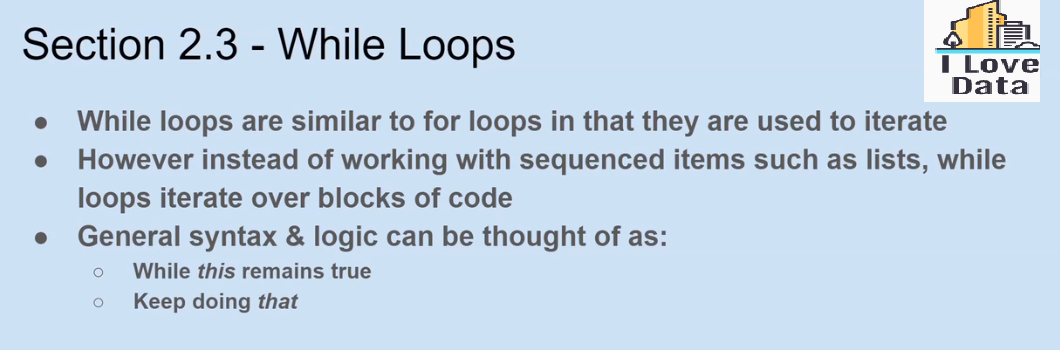 Section 2.3 - While Loops
I Love
Data
● While loops are similar to for loops in that they are used to iterate
● However instead of working with sequenced items such as lists, while
loops iterate over blocks of code
● General syntax & logic can be thought of as:
○ While this remains true
○ Keep doing that